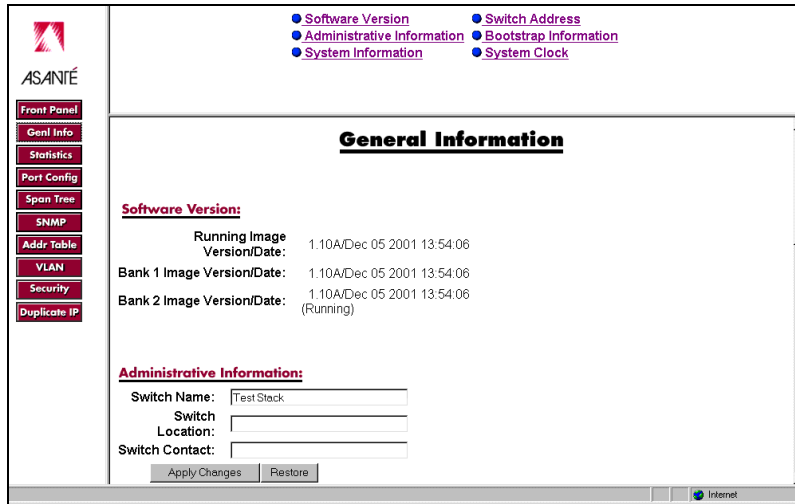 Software Version
Switch Address
Administrative Information
Bootstrap Information
System Information
System Clock
ASANTÉ
Front Panel
Genl Info
Statistics
Port Config
Span Tree
SNMP
Addr Table
VLAN
Security
Duplicate IP
General Information
Software Version:
Running Image
Version/Date:
1.10A/Dec 05 2001 13:54:06
Bank 1 Image Version/Date:
1.10A/Dec 05 2001 13:54:06
Bank 2 Image Version/Date:
1.10A/Dec 05 2001 13:54:06
(Running)
Administrative Information:
Switch Name:
Test Stack
Switch
Location:
Switch Contact:
Apply Changes
Restore
Internet